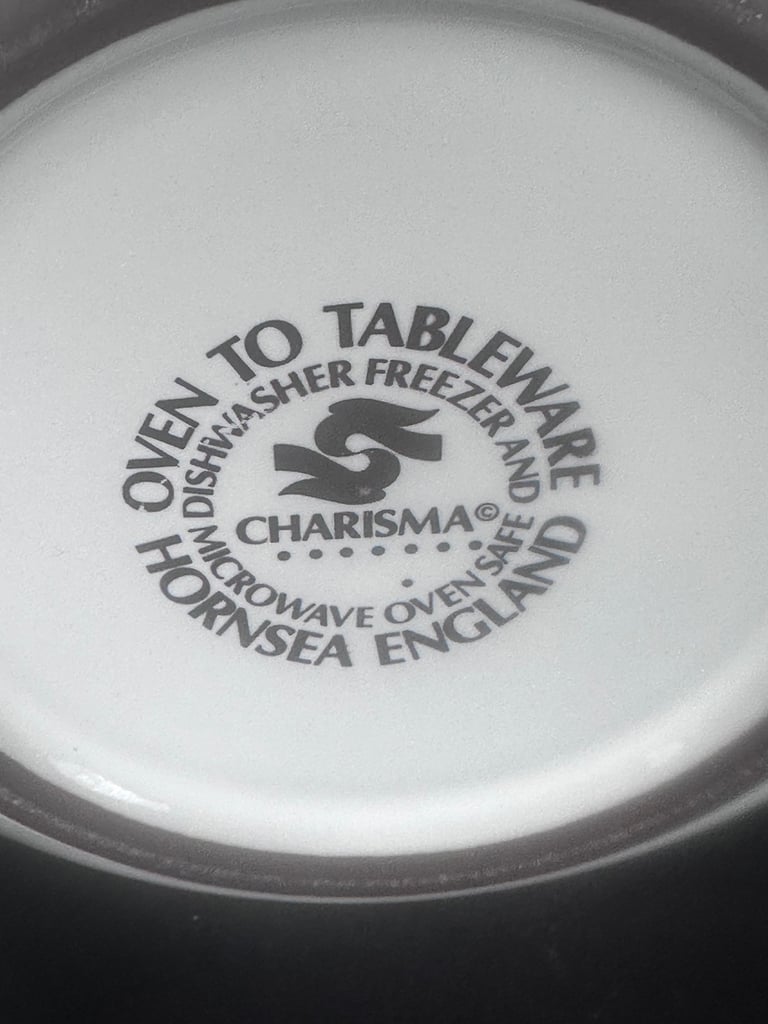 OVEN TO TABLEWARE
DISHWASHER FREEZER AND
CHARISMA©
MICROWAVE OVEN SAFE
HORNSEA ENGLAND